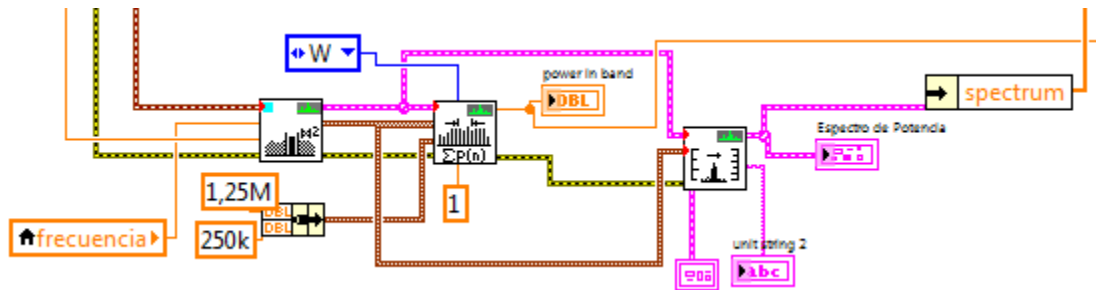 W
power in band
DBL
spectrum
Espectro de Potencia
Σp(n)
1,25M
DBL
1
DBL
frecuencia
250k
unit string 2
abc